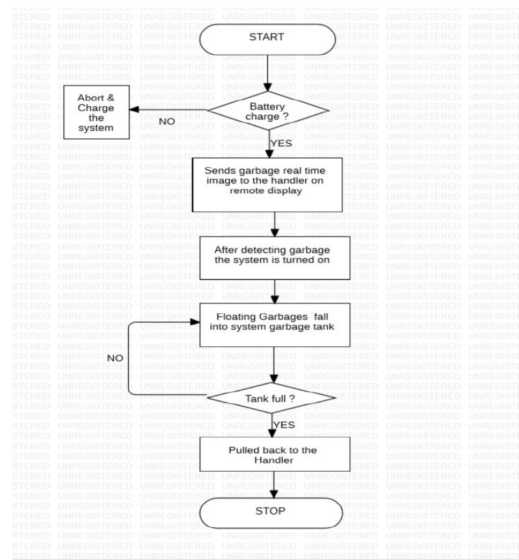 START
Battery
charge ?
Abort &
Charge
the
system
NO
YES
Sends garbage real time
image to the handler on
remote display
After detecting garbage
the system is turned on
Floating Garbages fall
into system garbage tank
NO
Tank full ?
YES
Pulled back to the
Handler
STOP